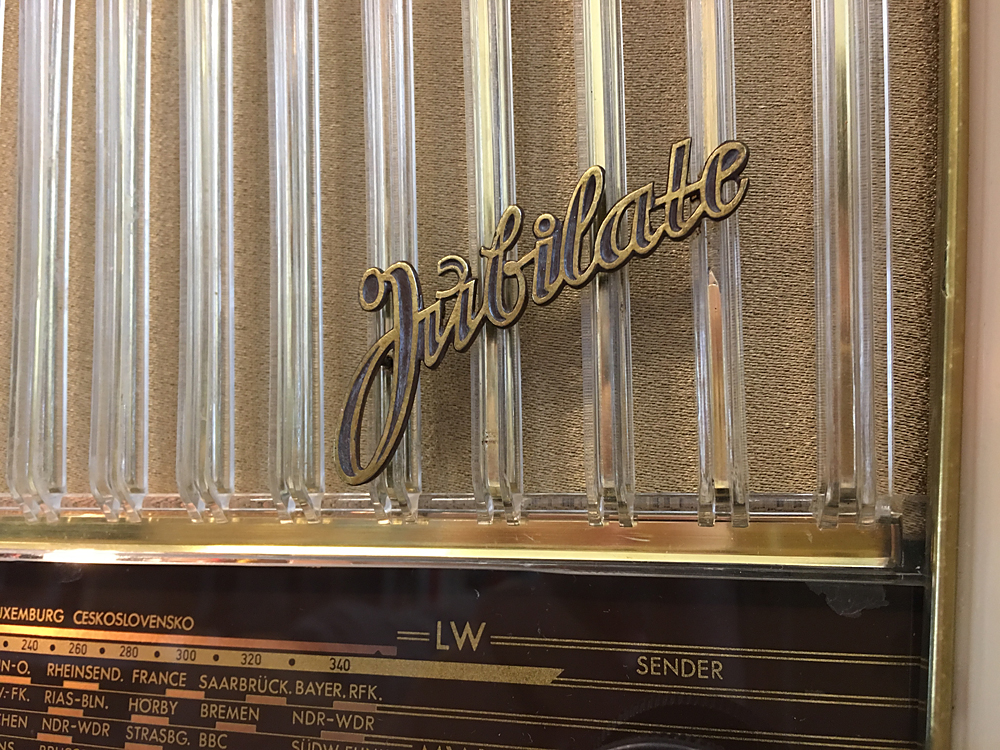 Jubilate
LUXEMBURG CESKOSLOVENSKO
LW
240 260 280 300 320 340
SENDER
RHEINSEND. FRANCE SAARBRÜCK. BAYER.RFK.
RIAS-BLN. HÖRBY BREMEN NDR-WDR
NDR-WDR STRASBG. BBC